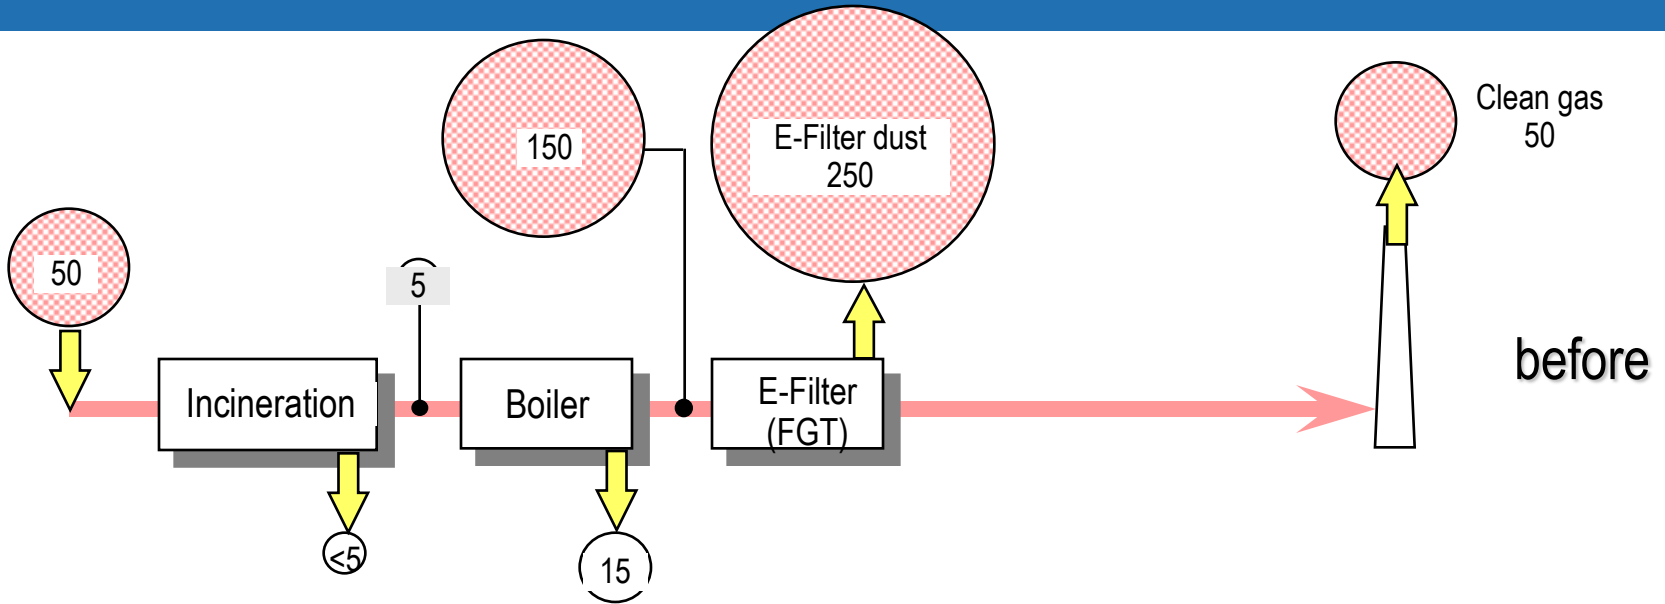 150
E-Filter dust
250
Clean gas
50
50
5
Incineration
Boiler
E-Filter
(FGT)
before
<5
15